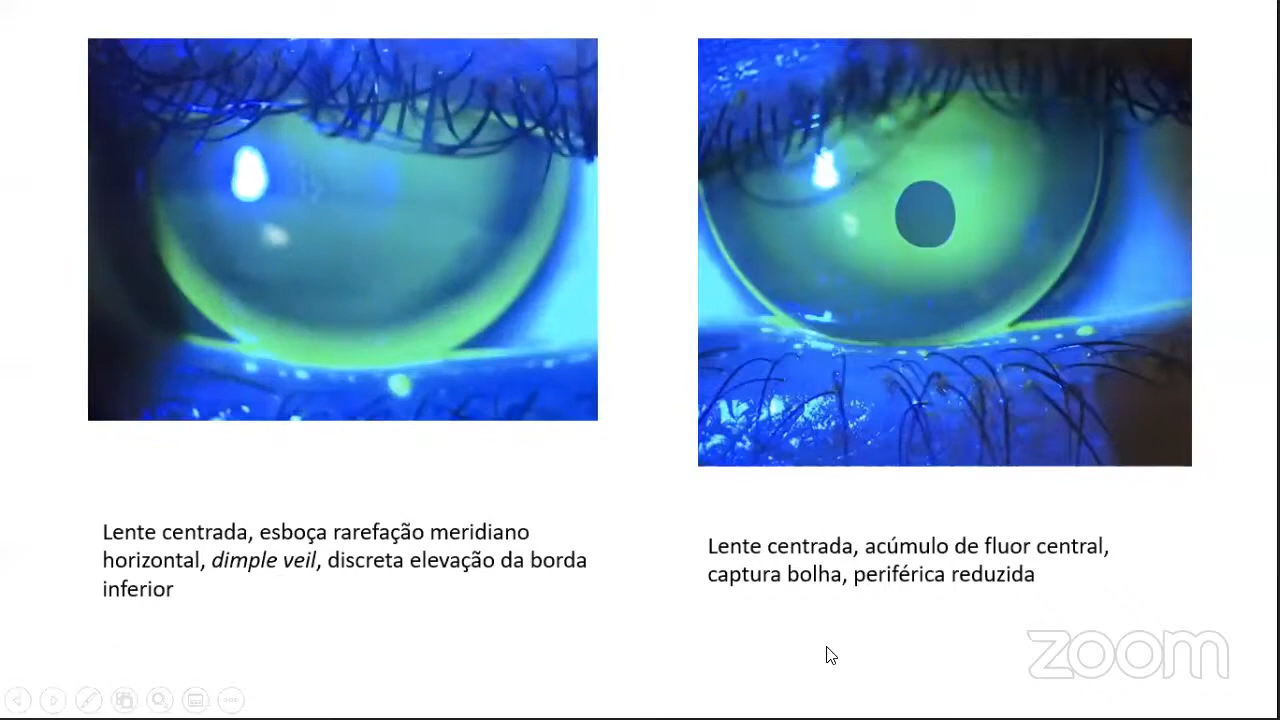 Lente centrada, esboça rarefação meridiano
horizontal, dimple veil, discreta elevação da borda
inferior
Lente centrada, acúmulo de fluor central,
captura bolha, periférica reduzida
zoom